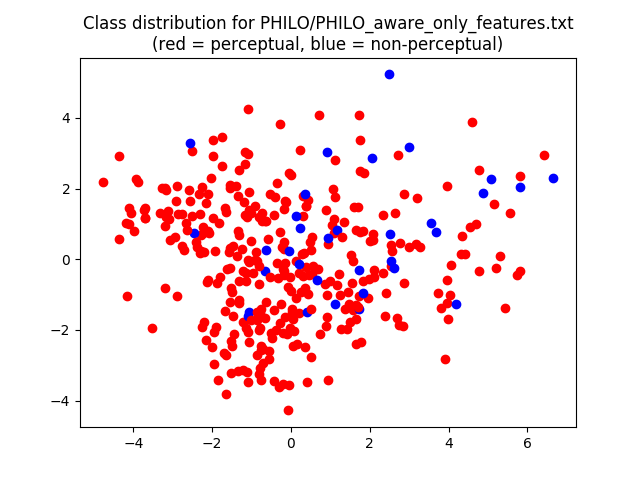 Class distribution for PHILO/PHILO_aware_only_features.txt
(red = perceptual, blue = non-perceptual)
4
2
0
−2
−4
−4 −2 0 2 4 6